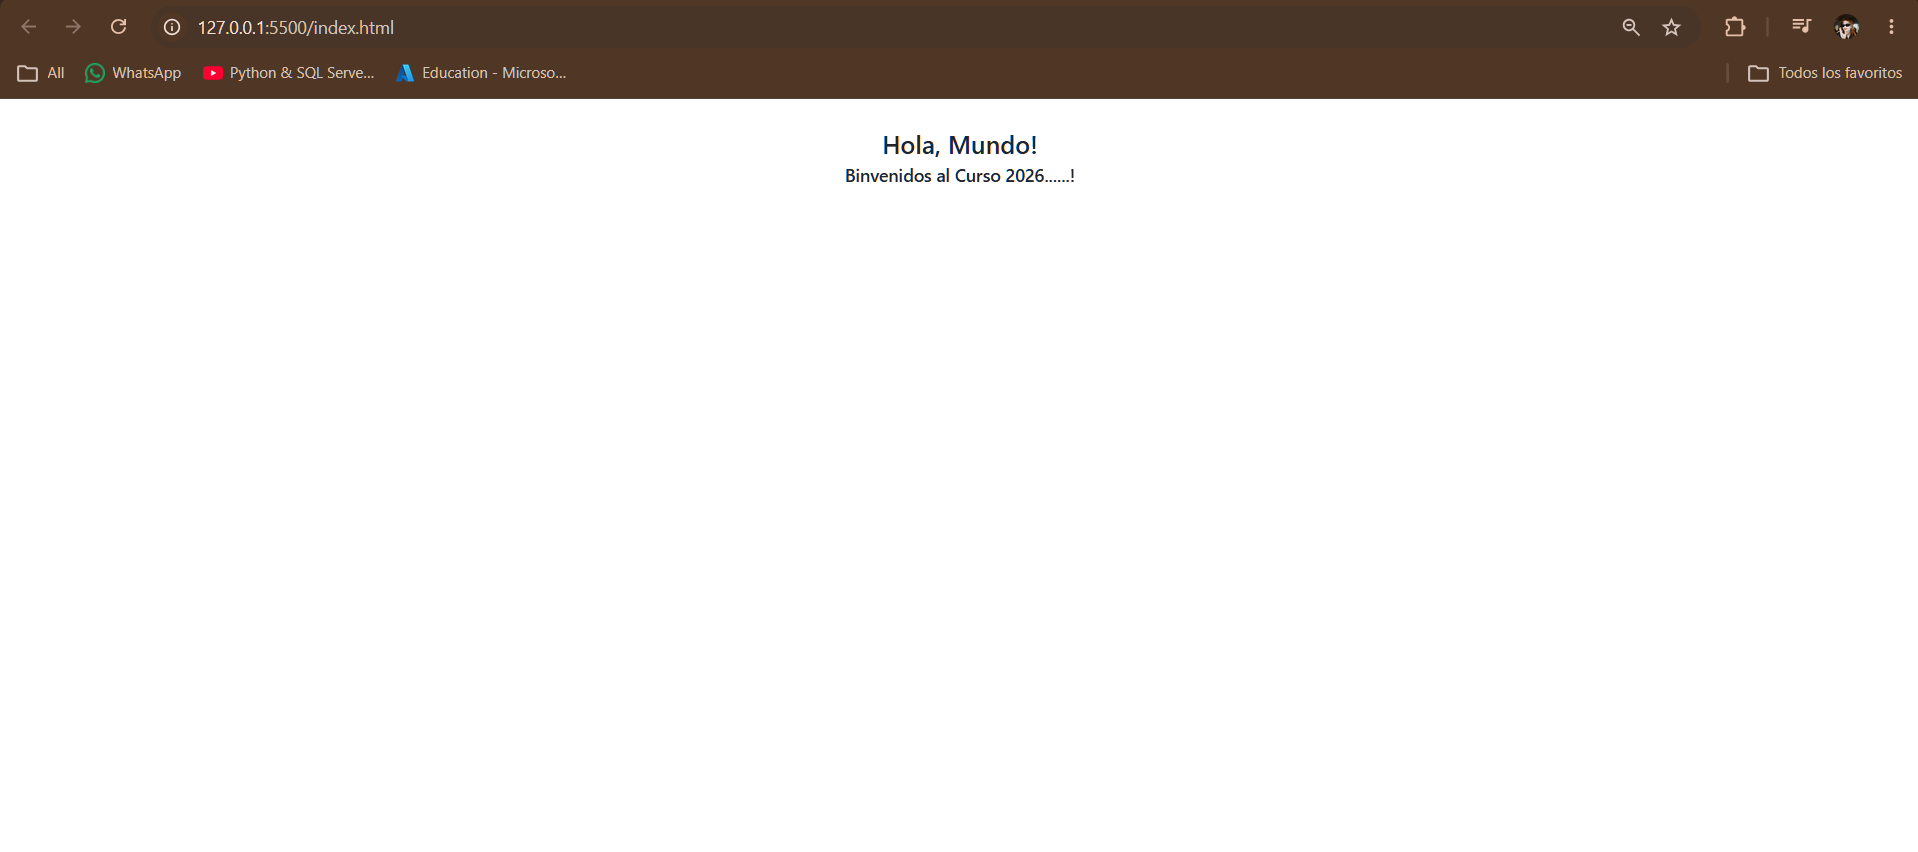 127.0.0.1:5500/index.html
All WhatsApp Python & SQL Serve... Education - Microso... Todos los favoritos
Hola, Mundo!
Binvenidos al Curso 2026......!